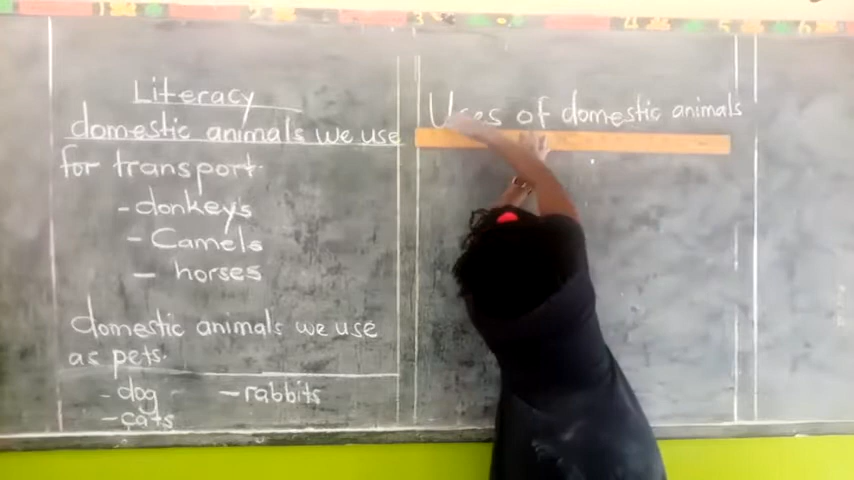 Literacy
domestic animals we use
for transport.
- donkeys
- Camels
- horses
domestic animals we use
as pets.
- dog - rabbits
- cats
Uses of domestic animals